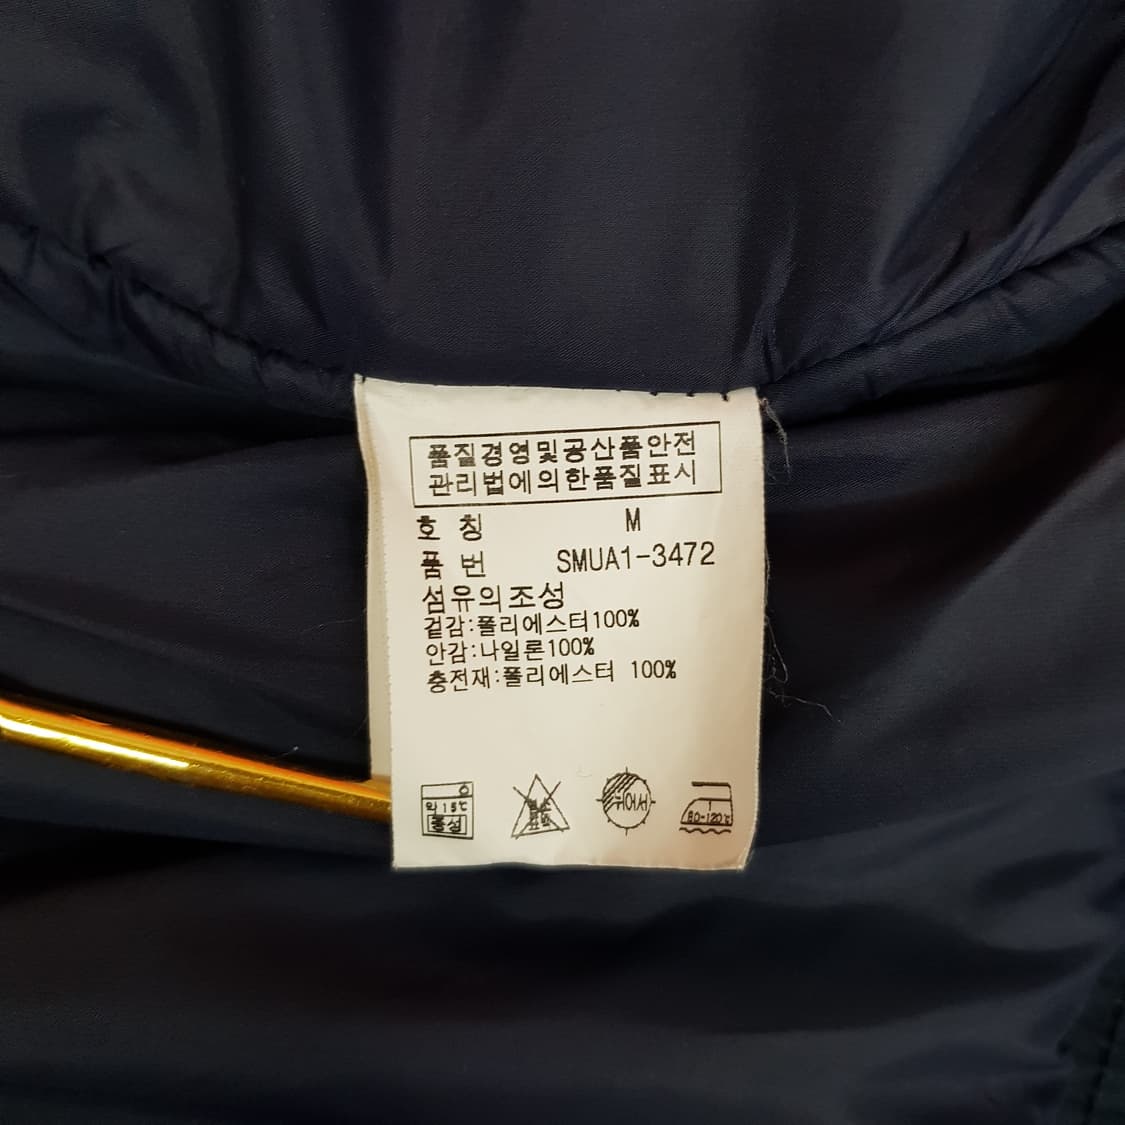 품질경영및공산품안전
관리법에의한품질표시
호 칭 M
품 번 SMUA1-3472
섬유의조성
겉감:폴리에스터100%
안감:나일론100%
충전재:폴리에스터 100%
약 15℃
중성
뉘어서
80-120℃